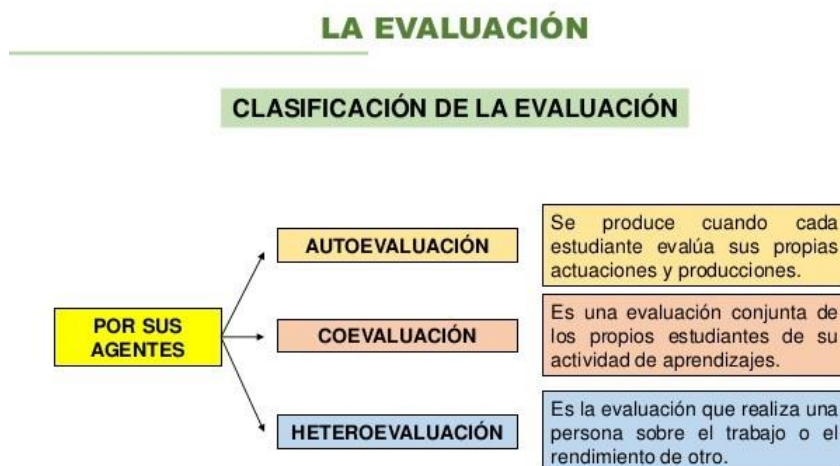 LA EVALUACIÓN
CLASIFICACIÓN DE LA EVALUACIÓN
POR SUS
AGENTES
AUTOEVALUACIÓN
Se produce cuando cada
estudiante evalúa sus propias
actuaciones y producciones.
COEVALUACIÓN
Es una evaluación conjunta de
los propios estudiantes de su
actividad de aprendizajes.
HETEROEVALUACIÓN
Es la evaluación que realiza una
persona sobre el trabajo o el
rendimiento de otro.